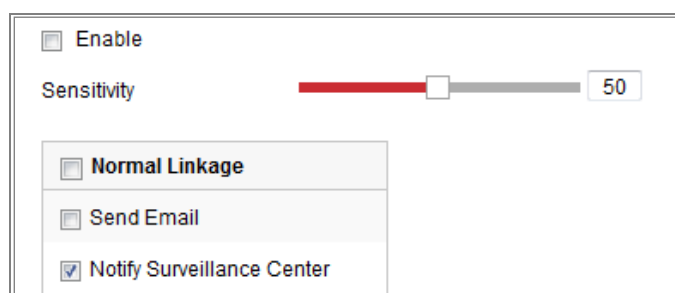 Enable
Sensitivity 50
Normal Linkage
Send Email
Notify Surveillance Center